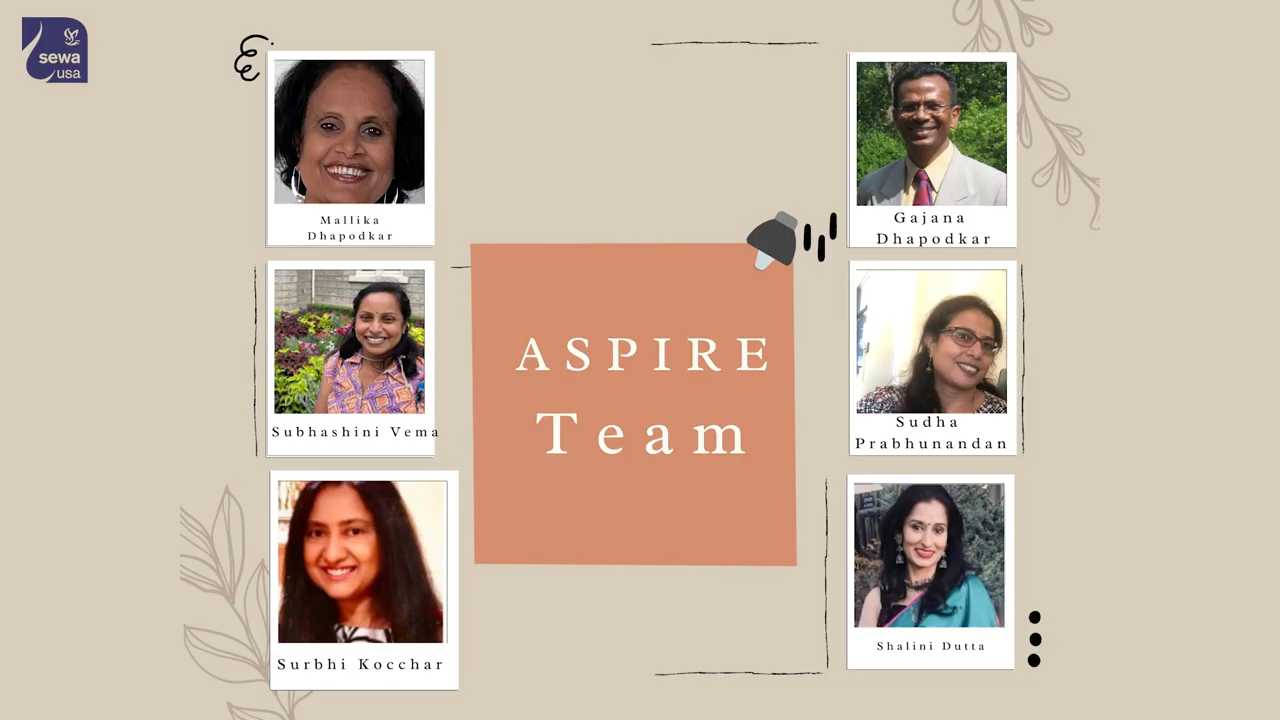 sewa
usa
Mallika
Dhapodkar
Gajana
Dhapodkar
Subhashini Vema
ASPIRE
Team
Sudha
Prabhunandan
Surbhi Kocchar
Shalini Dutta